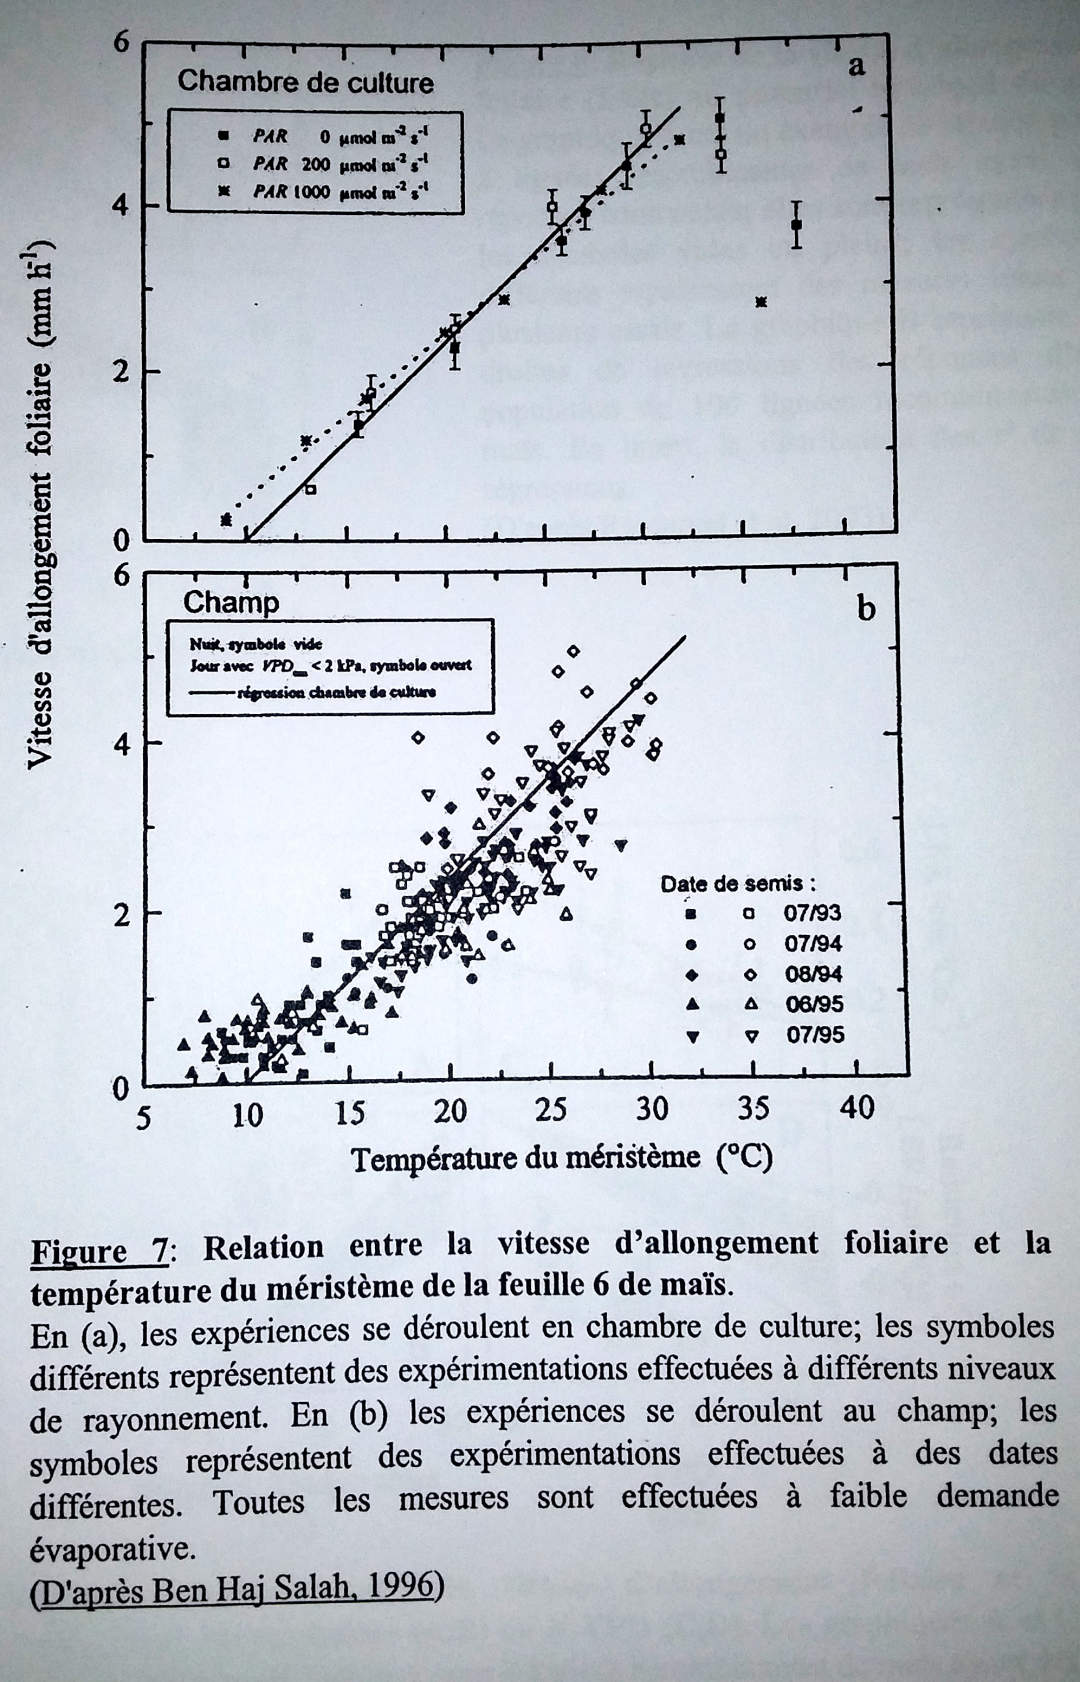 6
Chambre de culture
a
PAR 0 µmol m-2 s-1
PAR 200 µmol m-2 s-1
PAR 1000 µmol m-2 s-1
4
2
0
Vitesse d'allongement foliaire (mm h-1)
6
Champ
b
Nuit, symbole vide
Jour avec VPD < 2 kPa, symbole ouvert
régression chambre de culture
4
Date de semis :
2
07/93
07/94
08/94
06/95
07/95
0
5 10 15 20 25 30 35 40
Température du méristème (°C)
Figure 7: Relation entre la vitesse d'allongement foliaire et la
température du méristème de la feuille 6 de maïs.
En (a), les expériences se déroulent en chambre de culture; les symboles
différents représentent des expérimentations effectuées à différents niveaux
de rayonnement. En (b) les expériences se déroulent au champ; les
symboles représentent des expérimentations effectuées à des dates
différentes. Toutes les mesures sont effectuées à faible demande
évaporative.
(D'après Ben Haj Salah, 1996)